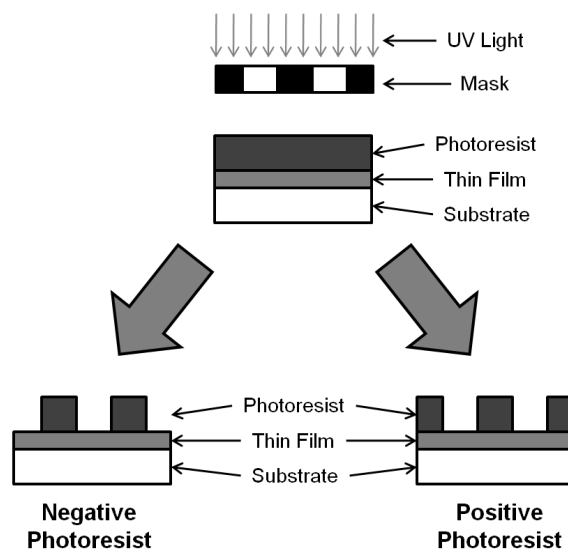 UV Light
Mask
Photoresist
Thin Film
Substrate
Photoresist
Thin Film
Substrate
Negative
Photoresist
Positive
Photoresist